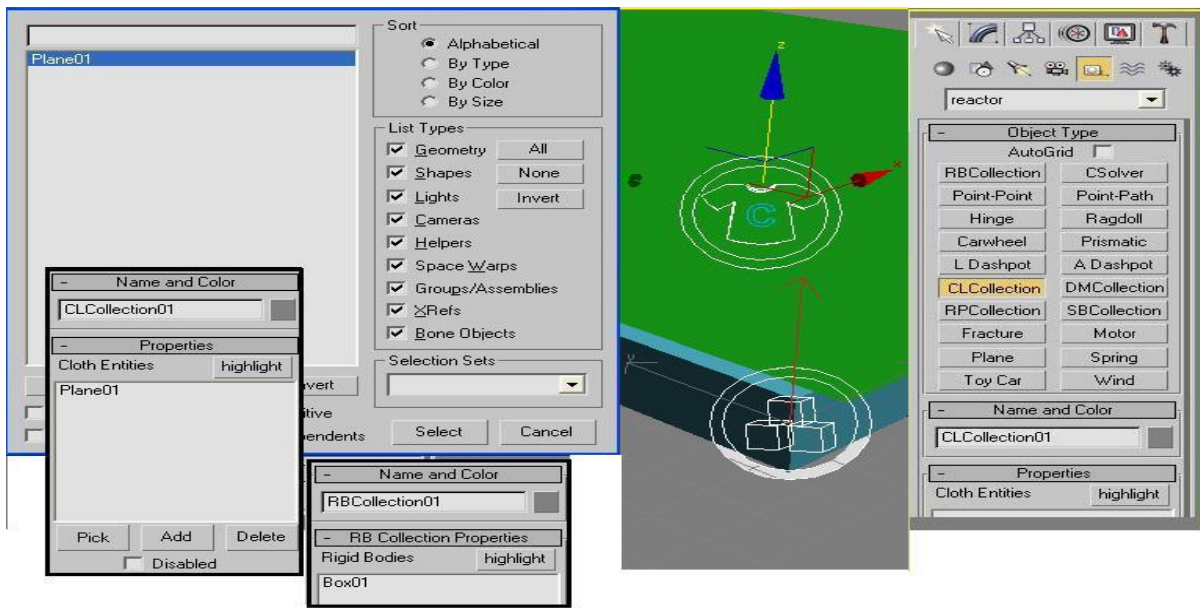 Plane01
Sort
Alphabetical
By Type
By Color
By Size
List Types
Geometry All
Shapes None
Lights Invert
Cameras
Helpers
Space Warps
Groups/Assemblies
XRefs
Bone Objects
Selection Sets
Select Cancel
- Name and Color
CLCollection01
- Properties
Cloth Entities highlight
Plane01
Pick Add Delete
Disabled
- Name and Color
RBCollection01
- RB Collection Properties
Rigid Bodies highlight
Box01
z
x
y
C
reactor
- Object Type
AutoGrid
RBCollection CSolver
Point-Point Point-Path
Hinge Ragdoll
Carwheel Prismatic
L Dashpot A Dashpot
CLCollection DMCollection
RPCollection SBCollection
Fracture Motor
Plane Spring
Toy Car Wind
- Name and Color
CLCollection01
- Properties
Cloth Entities highlight